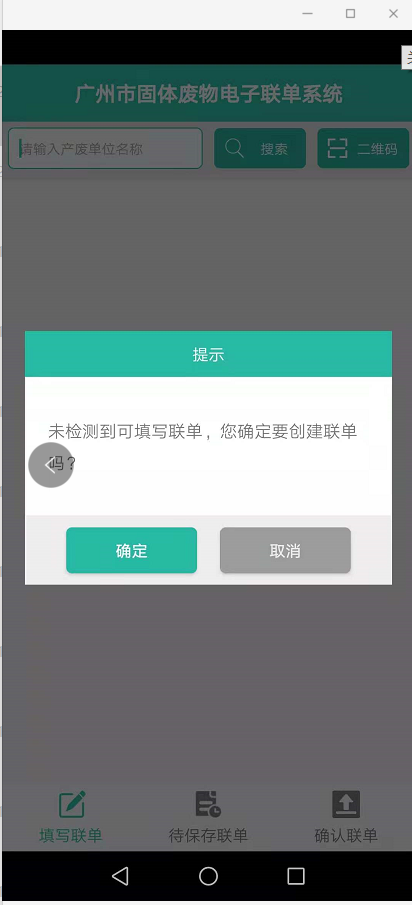 广州市固体废物电子联单系统
请输入产废单位名称
搜索
二维码
提示
未检测到可填写联单，您确定要创建联单
吗？
确定
取消
填写联单
待保存联单
确认联单